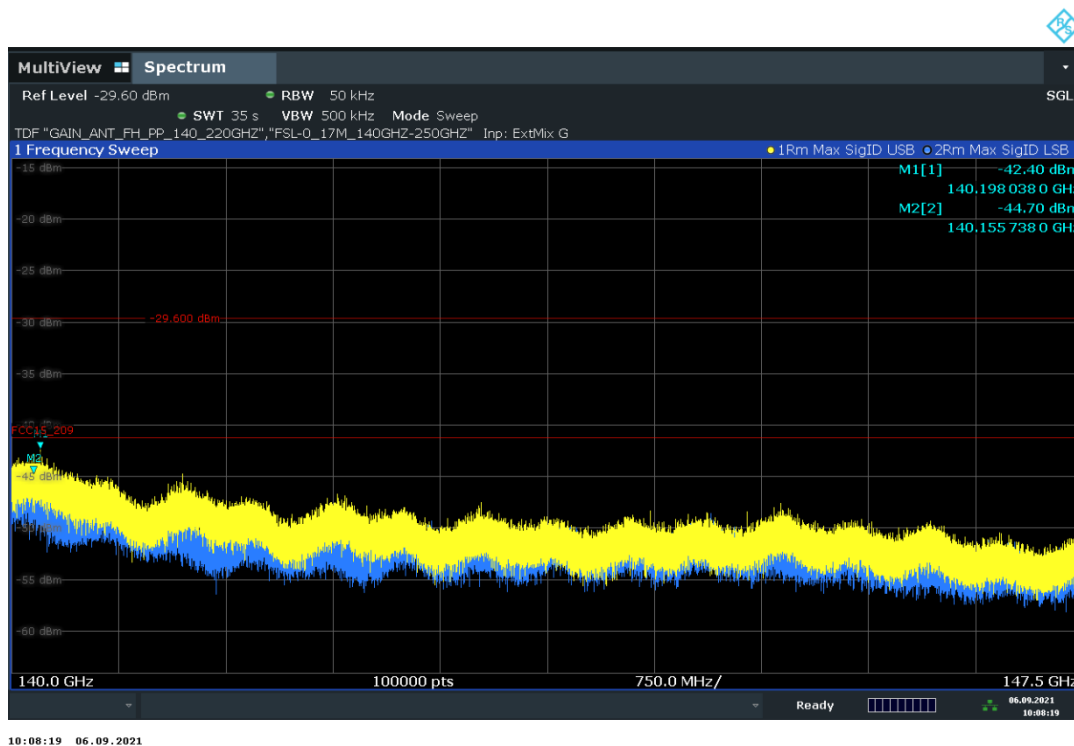 R S
MultiView Spectrum
Ref Level -29.60 dBm RBW 50 kHz SGL
SWT 35 s VBW 500 kHz Mode Sweep
TDF "GAIN_ANT_FH_PP_140_220GHZ","FSL-0_17M_140GHZ-250GHZ" Inp: ExtMix G
1 Frequency Sweep 1Rm Max SigID USB 2Rm Max SigID LSB
-15 dBm M1[1] -42.40 dBm
140.198 038 0 GHz
M2[2] -44.70 dBm
-20 dBm
140.155 738 0 GHz
-25 dBm
-29.600 dBm
-30 dBm
-35 dBm
FCC15_209
M2
-45 dBm
-55 dBm
-60 dBm
140.0 GHz 100000 pts 750.0 MHz/ 147.5 GHz
Ready 06.09.2021
10:08:19
10:08:19 06.09.2021